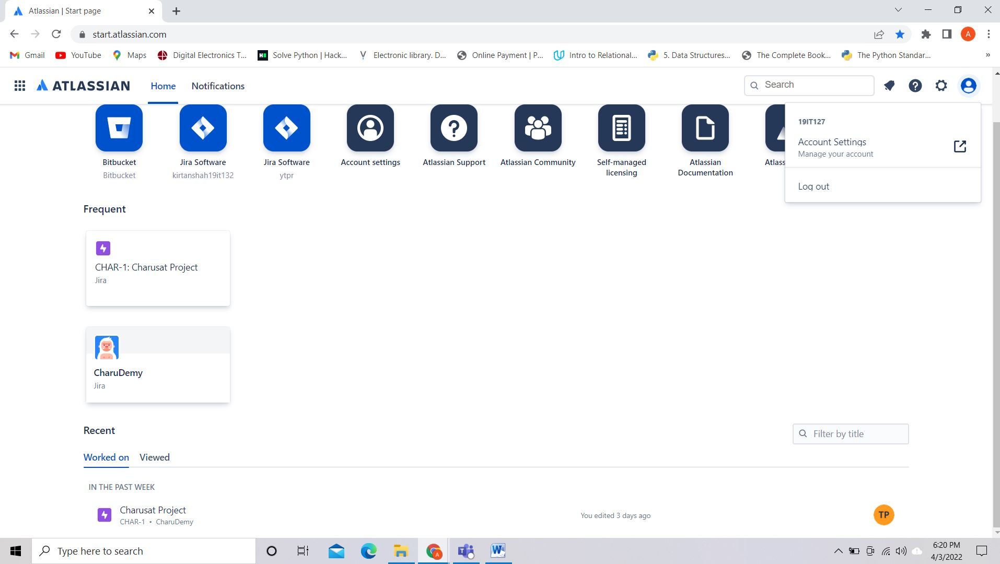 Atlassian | Start page
start.atlassian.com
A
Gmail
YouTube
Maps
Digital Electronics T...
Solve Python | Hack...
Electronic library. D...
Online Payment | P...
Intro to Relational...
5. Data Structures...
The Complete Book...
The Python Standar...
»
ATLASSIAN
Home
Notifications
Search
19IT127
Account Settings
Manage your account
Log out
Bitbucket
Bitbucket
Jira Software
kirtanshah19it132
Jira Software
ytpr
Account settings
Atlassian Support
Atlassian Community
Self-managed
licensing
Atlassian
Documentation
Atlass
Frequent
CHAR-1: Charusat Project
Jira
CharuDemy
Jira
Recent
Filter by title
Worked on
Viewed
IN THE PAST WEEK
Charusat Project
CHAR-1 • CharuDemy
You edited 3 days ago
TP
Type here to search
6:20 PM
4/3/2022